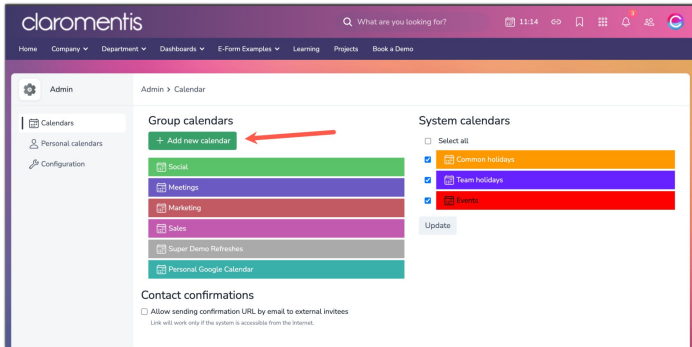 claromentis
What are you looking for?
11:14
3
Home Company Department Dashboards E-Form Examples Learning Projects Book a Demo
Admin
Admin > Calendar
Calendars
Personal calendars
Configuration
Group calendars
+ Add new calendar
Social
Meetings
Marketing
Sales
Super Demo Refreshes
Personal Google Calendar
System calendars
Select all
Common holidays
Team holidays
Events
Update
Contact confirmations
Allow sending confirmation URL by email to external invitees
Link will work only if the system is accessible from the internet.